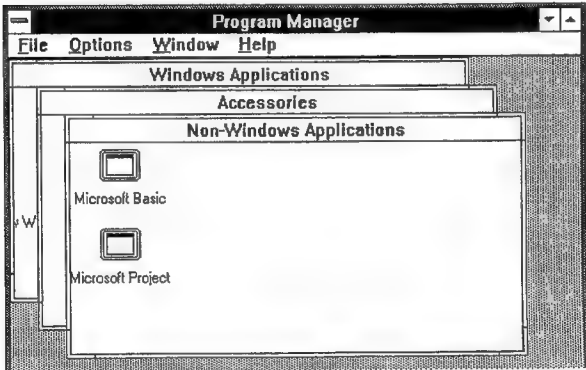 Program Manager
File Options Window Help
Windows Applications
Accessories
Non-Windows Applications
Microsoft Basic
W
Microsoft Project